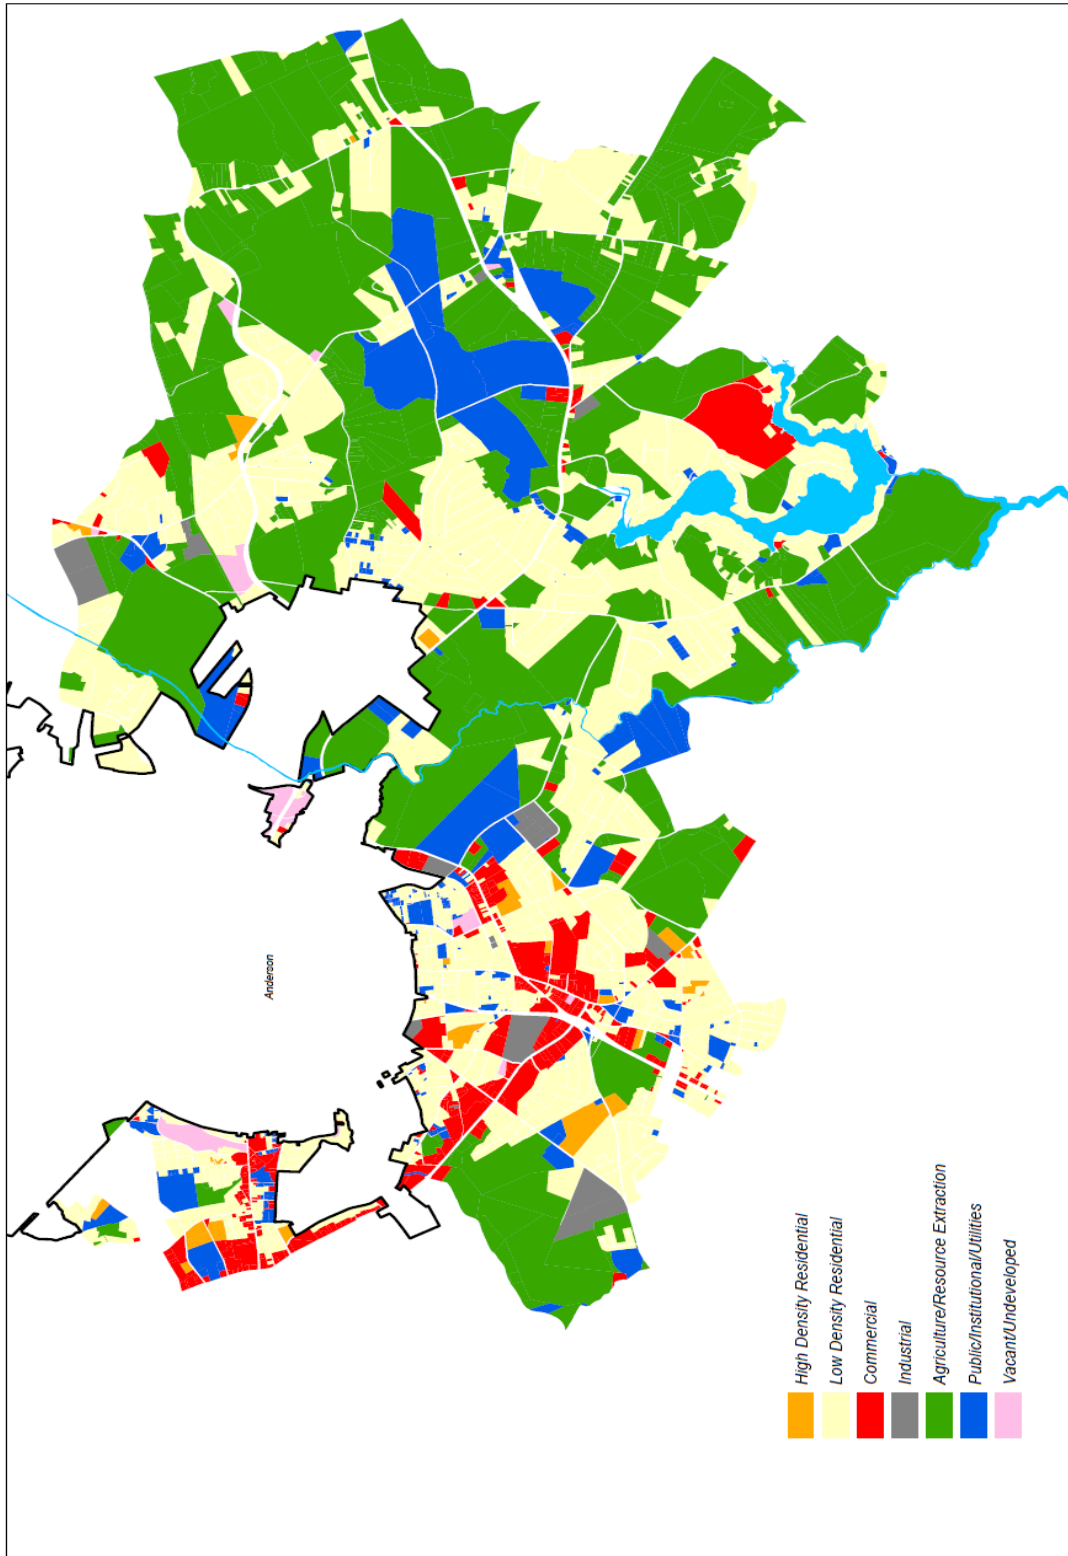 Anderson
High Density Residential
Low Density Residential
Commercial
Industrial
Agriculture/Resource Extraction
Public/Institutional/Utilities
Vacant/Undeveloped